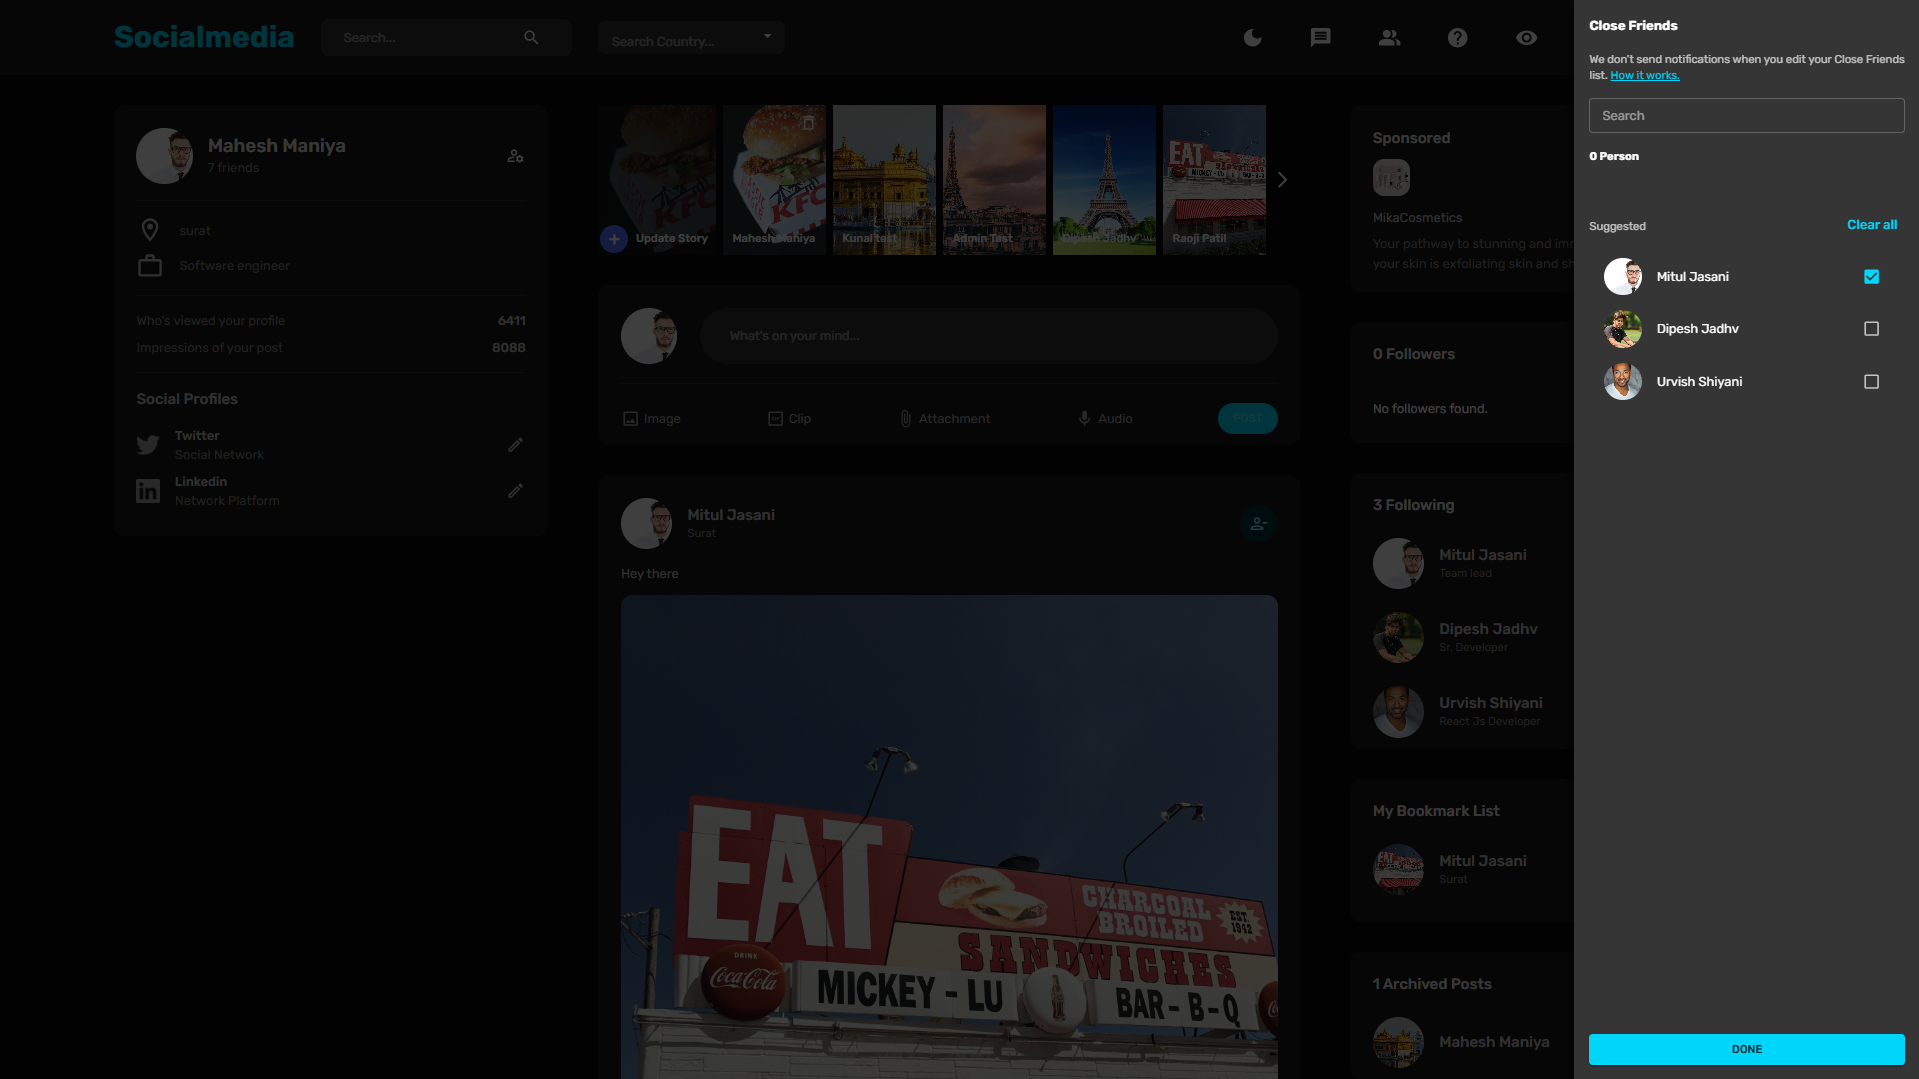 Socialmedia
Search...
Search Country...
Mahesh Maniya
7 friends
surat
Software engineer
Who's viewed your profile 6411
Impressions of your post 8088
Social Profiles
Twitter
Social Network
Linkedin
Network Platform
KFC
KFC
EAT
MICKEY - LU
Update Story
Mahesh Maniya
Kunal test
Admin Test
Dipesh Jadhv
Raoji Patil
What's on your mind...
Image
Clip
Attachment
Audio
POST
Mitul Jasani
Surat
Hey there
EAT
CHARCOAL
BROILED
EST.
1942
SANDWICHES
DRINK
Coca-Cola
MICKEY - LU
BAR - B - Q
Sponsored
MikaCosmetics
Your pathway to stunning and
your skin is exfoliating skin and
0 Followers
No followers found.
3 Following
Mitul Jasani
Team lead
Dipesh Jadhv
Sr. Developer
Urvish Shiyani
React Js Developer
My Bookmark List
Mitul Jasani
Surat
1 Archived Posts
Mahesh Maniya
Close Friends
We don't send notifications when you edit your Close Friends
list. How it works.
Search
0 Person
Suggested
Clear all
Mitul Jasani
Dipesh Jadhv
Urvish Shiyani
DONE